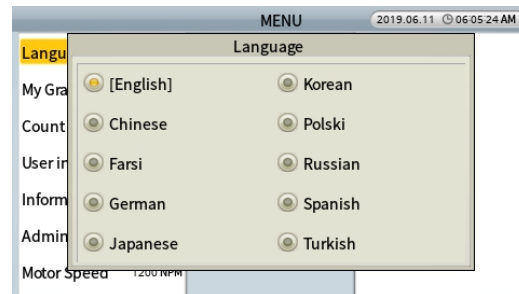 MENU 2019.06.11 06:05:24 AM
Language
Langu
[English] Korean
My Gra
Chinese Polski
Count
Farsi Russian
User in
German Spanish
Inform
Japanese Turkish
Admin
Motor Speed 1200 NPM